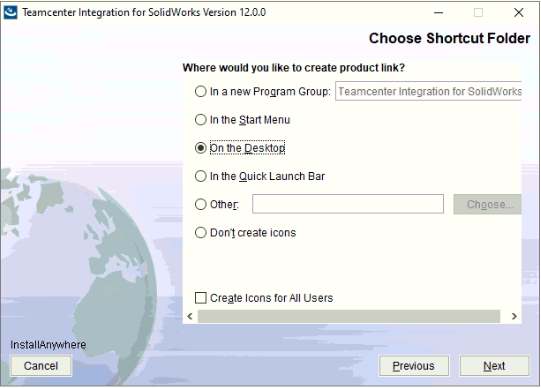 Teamcenter Integration for SolidWorks Version 12.0.0
Choose Shortcut Folder
Where would you like to create product link?
In a new Program Group: Teamcenter Integration for SolidWorks
In the Start Menu
On the Desktop
In the Quick Launch Bar
Other: Choose...
Don't create icons
Create Icons for All Users
InstallAnywhere
Cancel Previous Next